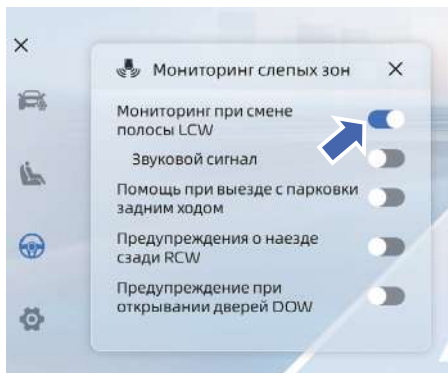 Мониторинг слепых зон
Мониторинг при смене
полосы LCW
Звуковой сигнал
Помощь при выезде с парковки
задним ходом
Предупреждения о наезде
сзади RCW
Предупреждение при
открывании дверей DOW